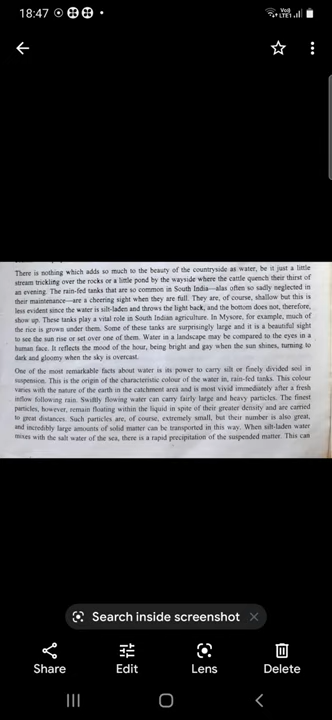 18:47
Vo))
LTE1
There is nothing which adds so much to the beauty of the countryside as water, be it just a little
stream trickling over the rocks or a little pond by the wayside where the cattle quench their thirst of
an evening. The rain-fed tanks that are so common in South India—alas often so sadly neglected in
their maintenance—are a cheering sight when they are full. They are, of course, shallow but this is
less evident since the water is silt-laden and throws the light back, and the bottom does not, therefore,
show up. These tanks play a vital role in South Indian agriculture. In Mysore, for example, much of
the rice is grown under them. Some of these tanks are surprisingly large and it is a beautiful sight
to see the sun rise or set over one of them. Water in a landscape may be compared to the eyes in a
human face. It reflects the mood of the hour, being bright and gay when the sun shines, turning to
dark and gloomy when the sky is overcast.
One of the most remarkable facts about water is its power to carry silt or finely divided soil in
suspension. This is the origin of the characteristic colour of the water in, rain-fed tanks. This colour
varies with the nature of the earth in the catchment area and is most vivid immediately after a fresh
inflow following rain. Swiftly flowing water can carry fairly large and heavy particles. The finest
particles, however, remain floating within the liquid in spite of their greater density and are carried
to great distances. Such particles are, of course, extremely small, but their number is also great,
and incredibly large amounts of solid matter can be transported in this way. When silt-laden water
mixes with the salt water of the sea, there is a rapid precipitation of the suspended matter. This can
Search inside screenshot
Share
Edit
Lens
Delete